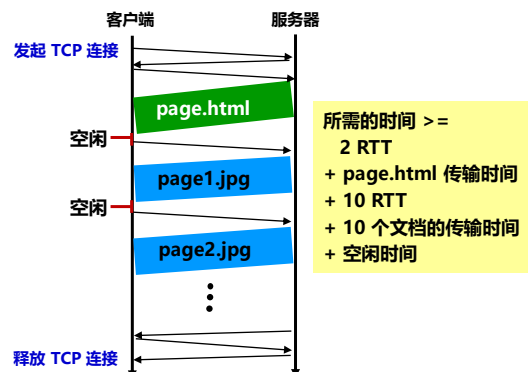 客户端
服务器
发起 TCP 连接
page.html
空闲
page1.jpg
空闲
page2.jpg
释放 TCP 连接
所需的时间 >=
2 RTT
+ page.html 传输时间
+ 10 RTT
+ 10 个文档的传输时间
+ 空闲时间